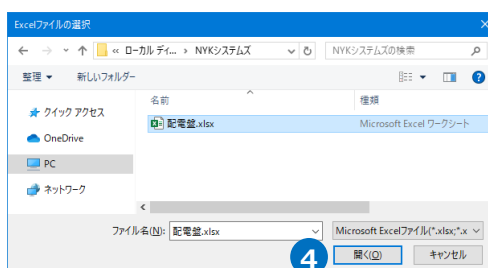 Excelファイルの選択
« ローカル ディ... › NYKシステムズ
NYKシステムズの検索
整理 ▼ 新しいフォルダー
名前 種類
クイック アクセス
配電盤.xlsx Microsoft Excel ワークシート
OneDrive
PC
ネットワーク
ファイル名(N): 配電盤.xlsx Microsoft Excelファイル(*.xlsx;*.x
4 開く(O) キャンセル